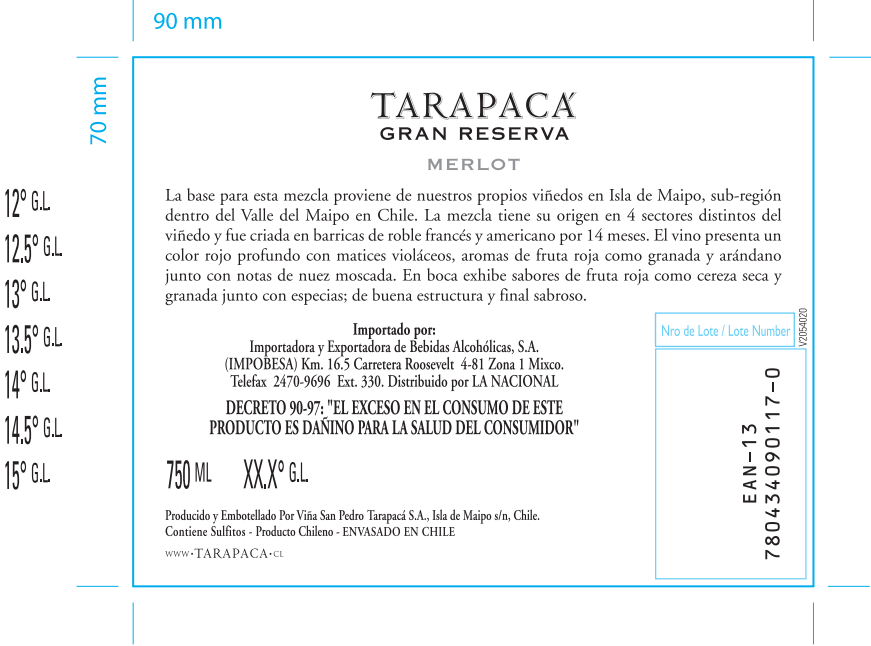 90 mm
70 mm
TARAPACÁ
GRAN RESERVA
MERLOT
La base para esta mezcla proviene de nuestros propios viñedos en Isla de Maipo, sub-región
dentro del Valle del Maipo en Chile. La mezcla tiene su origen en 4 sectores distintos del
viñedo y fue criada en barricas de roble francés y americano por 14 meses. El vino presenta un
color rojo profundo con matices violáceos, aromas de fruta roja como granada y arándano
junto con notas de nuez moscada. En boca exhibe sabores de fruta roja como cereza seca y
granada junto con especias; de buena estructura y final sabroso.
12° G.L.
12.5° G.L.
13° G.L.
13.5° G.L.
14° G.L.
14.5° G.L.
15° G.L.
Importado por:
Importadora y Exportadora de Bebidas Alcohólicas, S.A.
(IMPOBESA) Km. 16.5 Carretera Roosevelt 4-81 Zona 1 Mixco.
Telefax 2470-9696 Ext. 330. Distribuido por LA NACIONAL
DECRETO 90-97: "EL EXCESO EN EL CONSUMO DE ESTE
PRODUCTO ES DAÑINO PARA LA SALUD DEL CONSUMIDOR"
750 ML XX.X° G.L.
Producido y Embotellado Por Viña San Pedro Tarapacá S.A., Isla de Maipo s/n, Chile.
Contiene Sulfitos - Producto Chileno - ENVASADO EN CHILE
WWW•TARAPACA•CL
Nro de Lote / Lote Number
V2054020
EAN-13
780434090117-0